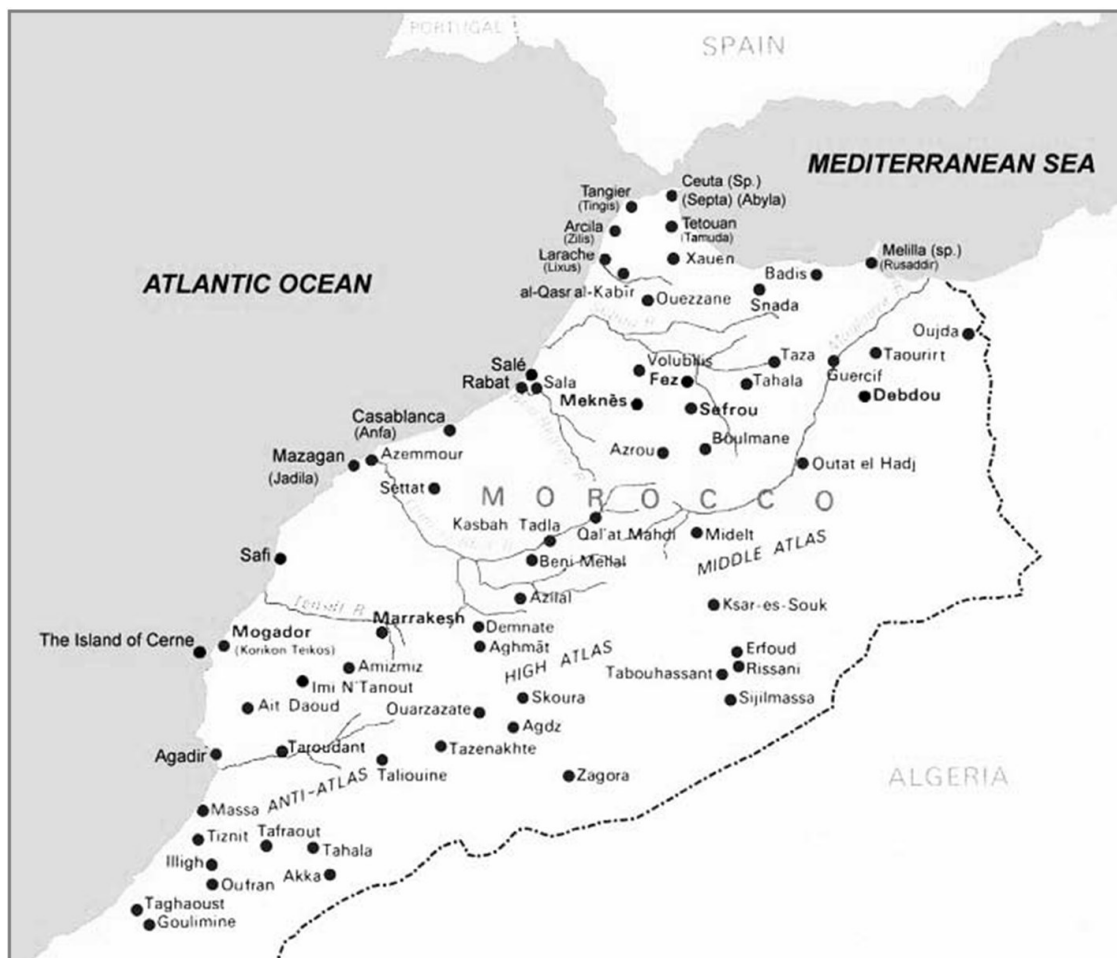 PORTUGAL
SPAIN
MEDITERRANEAN SEA
ATLANTIC OCEAN
Ceuta (Sp.)
(Septa) (Abyla)
Tangier
(Tingis)
Arcila
(Zilis)
Tetouan
(Tamuda)
Larache
(Lixus)
Xauen
Melilla (sp.)
(Rusaddir)
Badis
al-Qasr al-Kabīr
Ouezzane
Snada
Oujda
Volubilis
Taza
Taourirt
Salé
Rabat
Sala
Fez
Tahala
Guercif
Meknès
Sefrou
Debdou
Casablanca
(Anfa)
Azrou
Boulmane
Mazagan
(Jadila)
Azemmour
Outat el Hadj
Settat
MOROCCO
Kasbah Tadla
Qal'at Mahdi
Midelt
MIDDLE ATLAS
Safi
Beni Mellal
Azilal
Ksar-es-Souk
Tensift R.
Marrakesh
Demnate
The Island of Cerne
Mogador
(Korikon Teikos)
Aghmāt
HIGH ATLAS
Erfoud
Rissani
Amizmiz
Tabouhassant
Imi N'Tanout
Skoura
Sijilmassa
Ait Daoud
Ouarzazate
Agdz
Agadir
Taroudant
Tazenakhte
Taliouine
Zagora
ALGERIA
ANTI-ATLAS
Massa
Tiznit
Tafraout
Tahala
Illigh
Oufran
Akka
Taghaoust
Goulimine